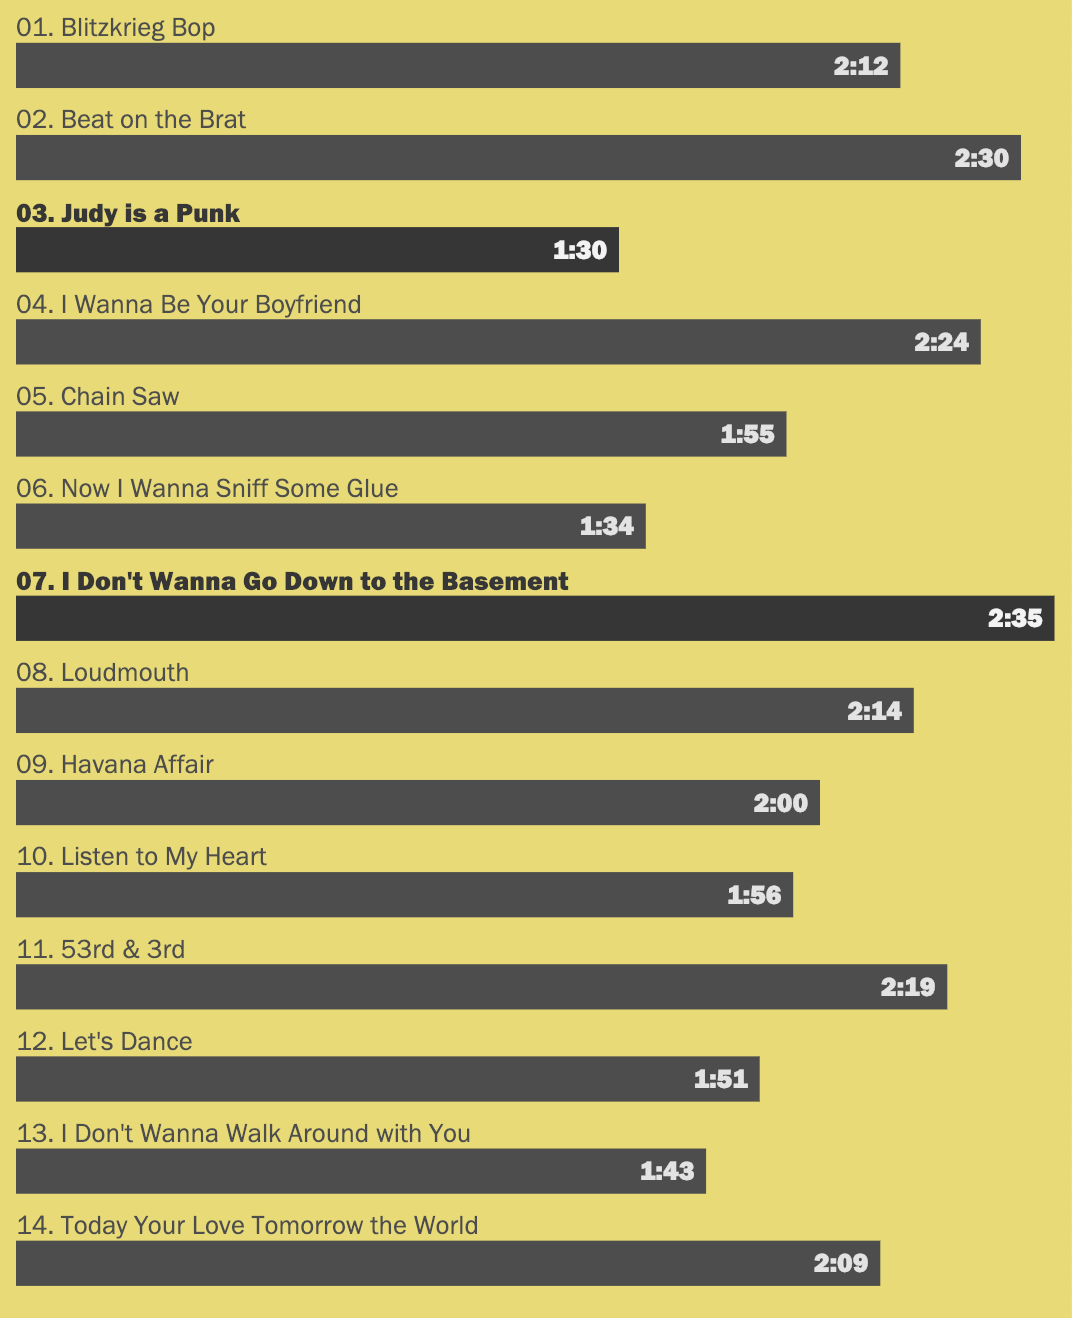 01. Blitzkrieg Bop
2:12
02. Beat on the Brat
2:30
03. Judy is a Punk
1:30
04. I Wanna Be Your Boyfriend
2:24
05. Chain Saw
1:55
06. Now I Wanna Sniff Some Glue
1:34
07. I Don't Wanna Go Down to the Basement
2:35
08. Loudmouth
2:14
09. Havana Affair
2:00
10. Listen to My Heart
1:56
11. 53rd & 3rd
2:19
12. Let's Dance
1:51
13. I Don't Wanna Walk Around with You
1:43
14. Today Your Love Tomorrow the World
2:09